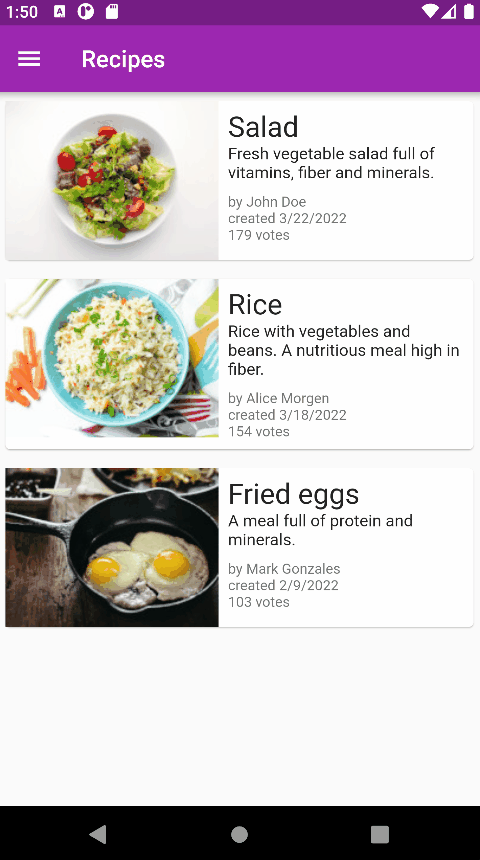 1:50
Recipes
Salad
Fresh vegetable salad full of
vitamins, fiber and minerals.
by John Doe
created 3/22/2022
179 votes
Rice
Rice with vegetables and
beans. A nutritious meal high in
fiber.
by Alice Morgen
created 3/18/2022
154 votes
Fried eggs
A meal full of protein and
minerals.
by Mark Gonzales
created 2/9/2022
103 votes